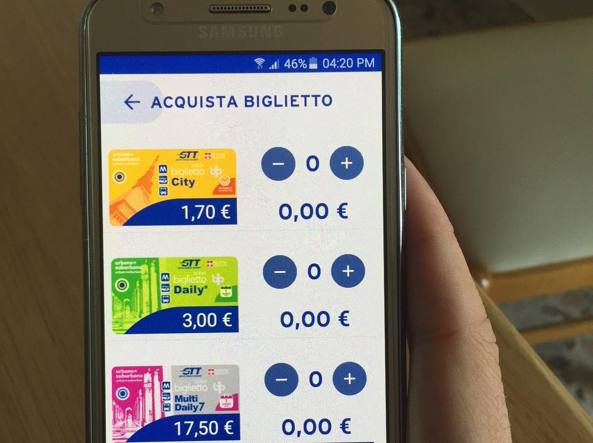 SAMSUNG
46% 04:20 PM
← ACQUISTA BIGLIETTO
urbano+
suburbano
GTT
biglietto
City
1,70 €
− 0 +
0,00 €
urbano+
suburbano
GTT
biglietto
Daily*
3,00 €
− 0 +
0,00 €
urbano+
suburbano
GTT
biglietto
Multi
Daily7
17,50 €
− 0 +
0,00 €